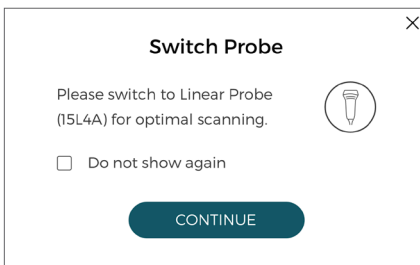 Switch Probe
Please switch to Linear Probe
(15L4A) for optimal scanning.
Do not show again
CONTINUE